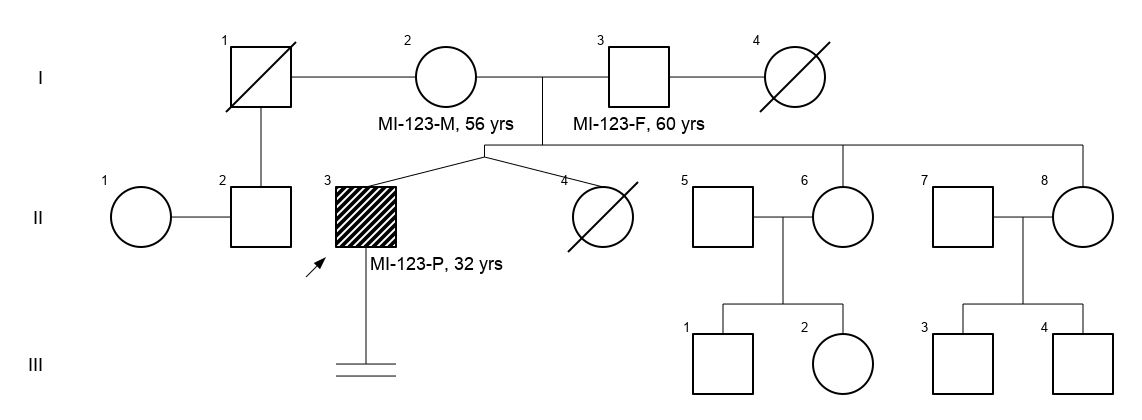 1 2 3 4
I
MI-123-M, 56 yrs MI-123-F, 60 yrs
1 2 3 4 5 6 7 8
II
MI-123-P, 32 yrs
1 2 3 4
III